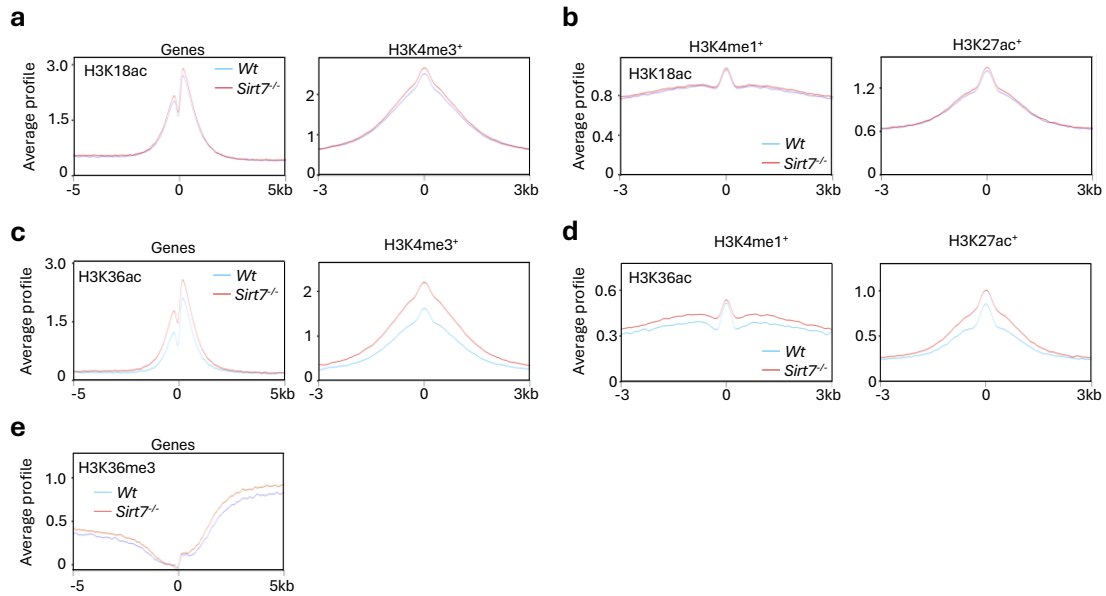 a
Genes
H3K4me3⁺
Average profile
3.0
1.5
0
H3K18ac
Wt
Sirt7⁻/⁻
-5
0
5kb
2
1
0
-3
0
3kb
b
H3K4me1⁺
H3K27ac⁺
Average profile
0.8
0.4
0
H3K18ac
Wt
Sirt7⁻/⁻
-3
0
3kb
1.2
0.6
0
-3
0
3kb
c
Genes
H3K4me3⁺
Average profile
3.0
1.5
0
H3K36ac
Wt
Sirt7⁻/⁻
-5
0
5kb
2
1
0
-3
0
3kb
d
H3K4me1⁺
H3K27ac⁺
Average profile
0.6
0.3
0
H3K36ac
Wt
Sirt7⁻/⁻
-3
0
3kb
1.0
0.5
0
-3
0
3kb
e
Genes
Average profile
1.0
0.5
0
H3K36me3
Wt
Sirt7⁻/⁻
-5
0
5kb